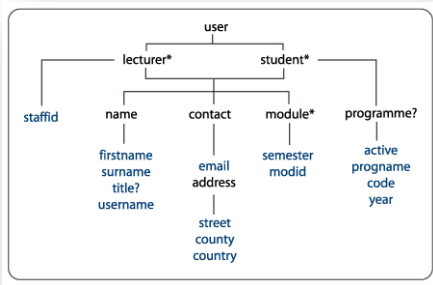 user
lecturer* student*
staffid name contact module* programme?
firstname
surname
title?
username
email
address
street
county
country
semester
modid
active
progname
code
year